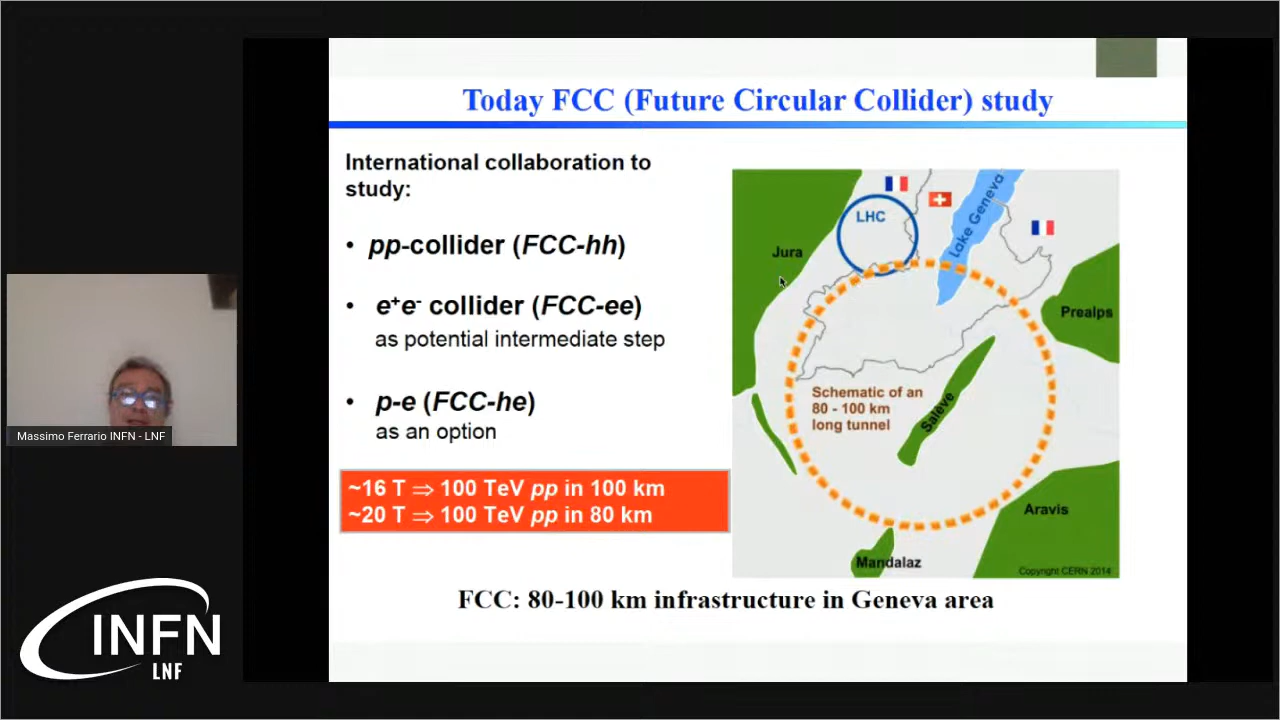 Today FCC (Future Circular Collider) study
International collaboration to
study:
• pp-collider (FCC-hh)
• e⁺e⁻ collider (FCC-ee)
as potential intermediate step
• p-e (FCC-he)
as an option
~16 T ⇒ 100 TeV pp in 100 km
~20 T ⇒ 100 TeV pp in 80 km
LHC
Lake Geneva
Jura
Prealps
Schematic of an
80 - 100 km
long tunnel
Salève
Aravis
Mandalaz
Copyright CERN 2014
FCC: 80-100 km infrastructure in Geneva area
Massimo Ferrario INFN - LNF
INFN
LNF